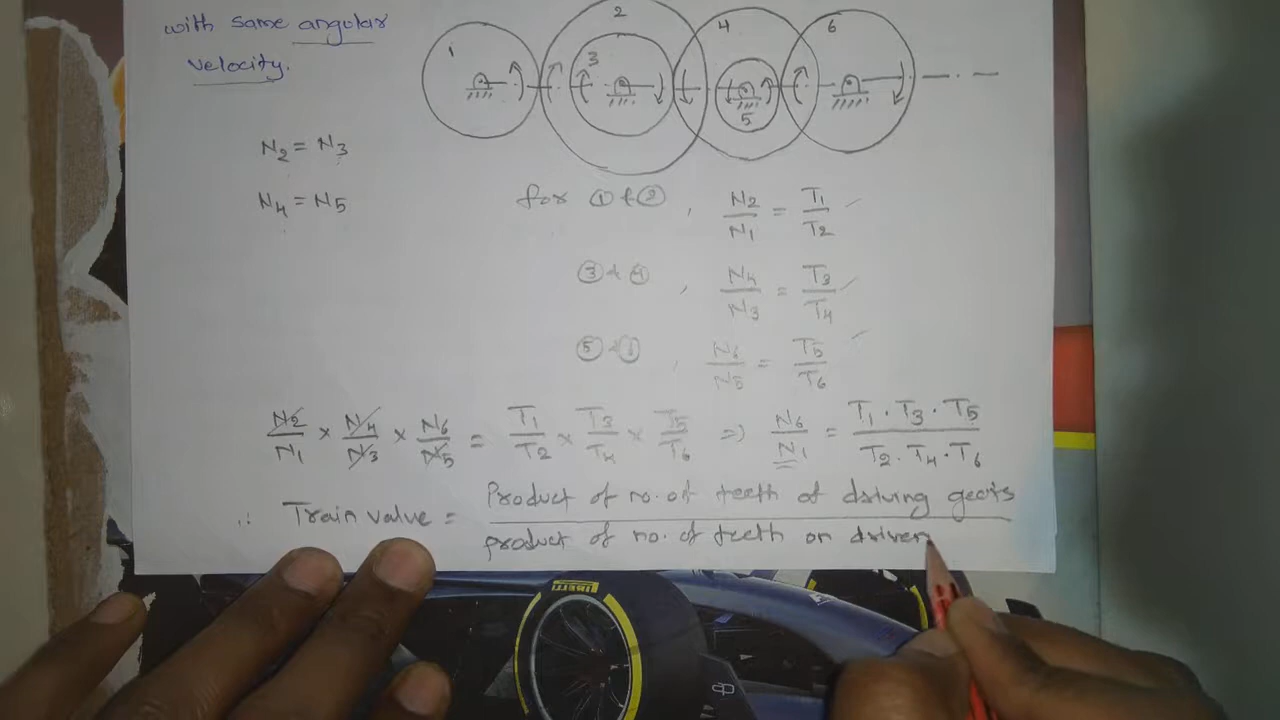 with same angular
velocity.
1 2 3 4 5 6
N2 = N3
N4 = N5
for ① & ② , N2/N1 = T1/T2 ✓
③ & ④ , N4/N3 = T3/T4 ✓
⑤ & ⑥ , N6/N5 = T5/T6 ✓
N2/N1 × N4/N3 × N6/N5 = T1/T2 × T3/T4 × T5/T6 => N6/N1 = T1 · T3 · T5 / T2 · T4 · T6
∴ Train value = Product of no. of teeth of driving gears
product of no. of teeth on driven
PIRELLI